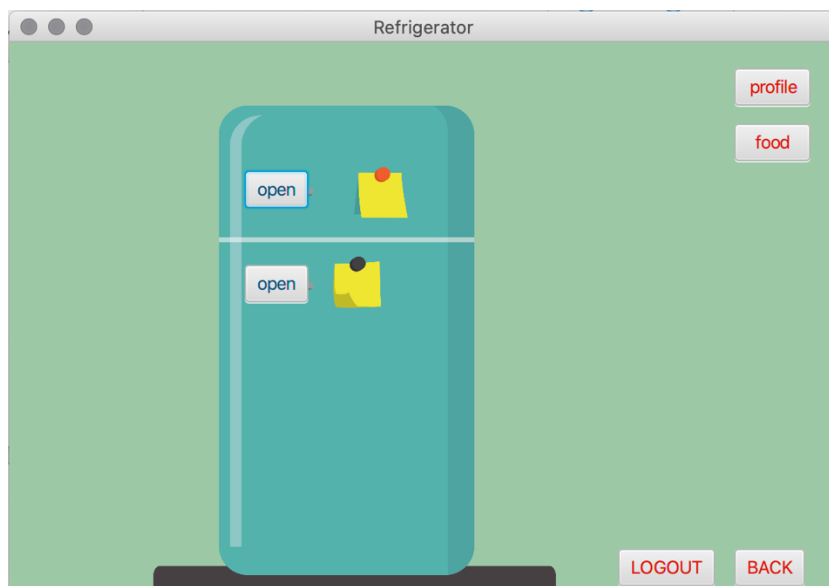 Refrigerator
profile
food
open
open
LOGOUT
BACK